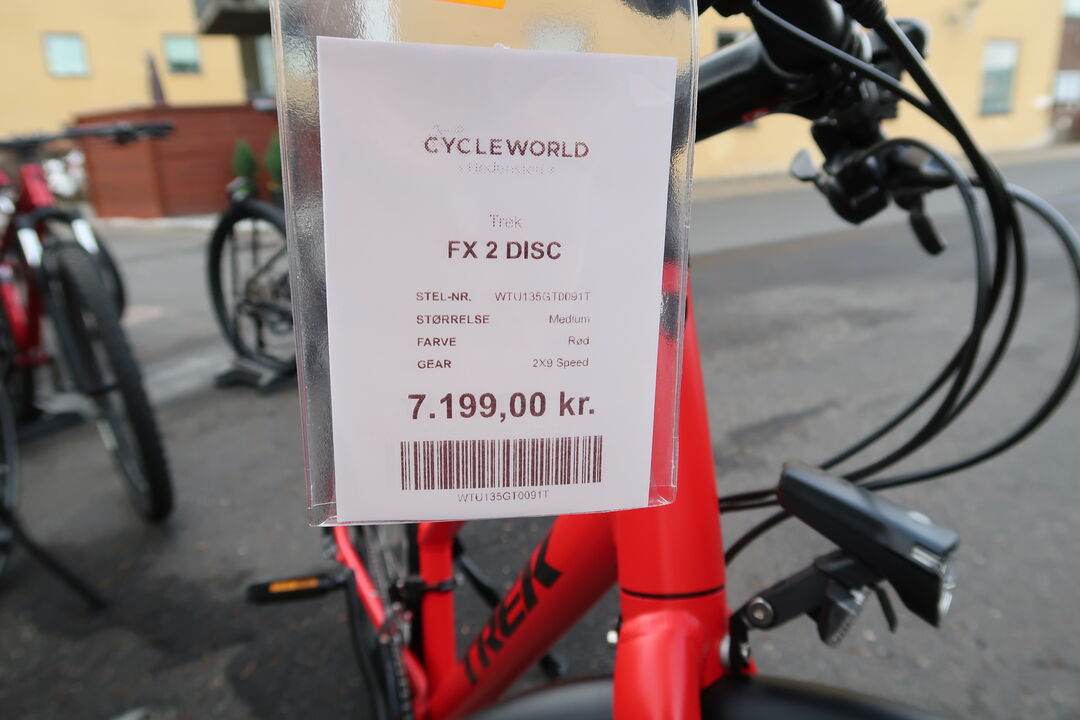 CYCLEWORLD
Hedensted
Trek
FX 2 DISC
STEL-NR. WTU135GT0091T
STØRRELSE Medium
FARVE Rød
GEAR 2X9 Speed
7.199,00 kr.
WTU135GT0091T
TREK